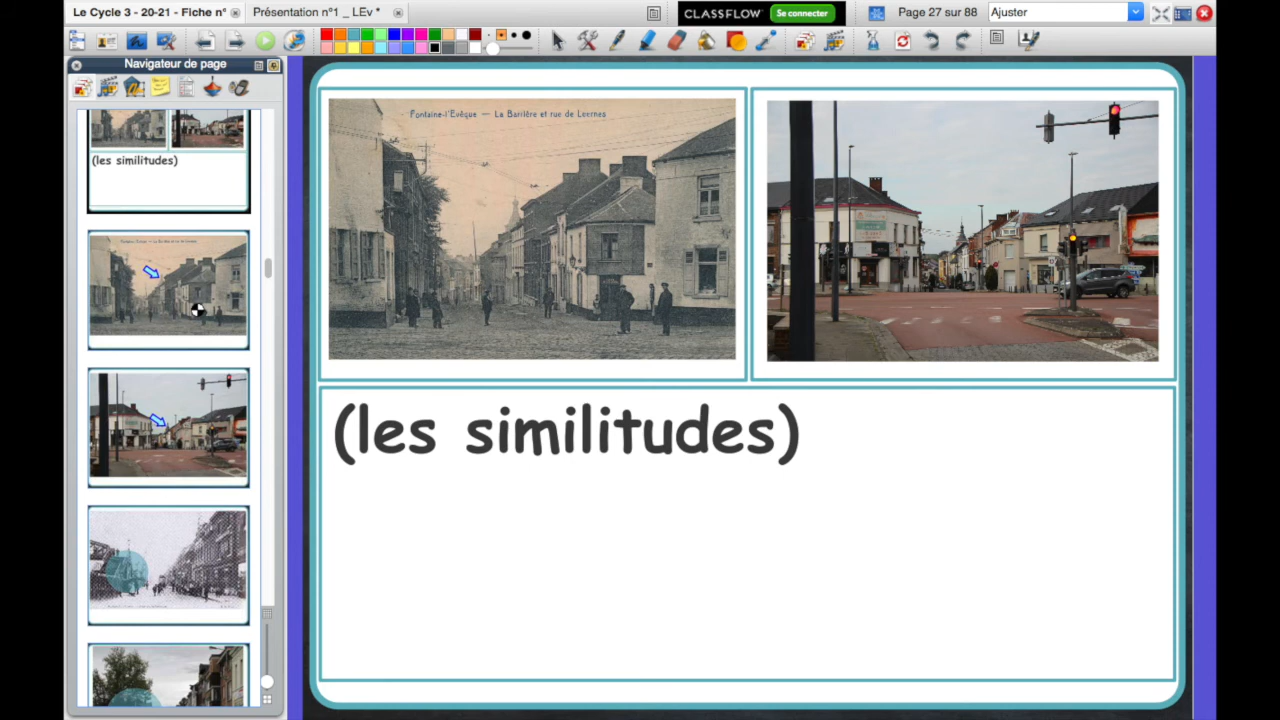 Le Cycle 3 - 20-21 - Fiche n°
Présentation n°1 _ LEv *
CLASSFLOW
Se connecter
Page 27 sur 88
Ajuster
Navigateur de page
(les similitudes)
Fontaine-l'Evêque — La Barrière et rue de Leernes
(les similitudes)